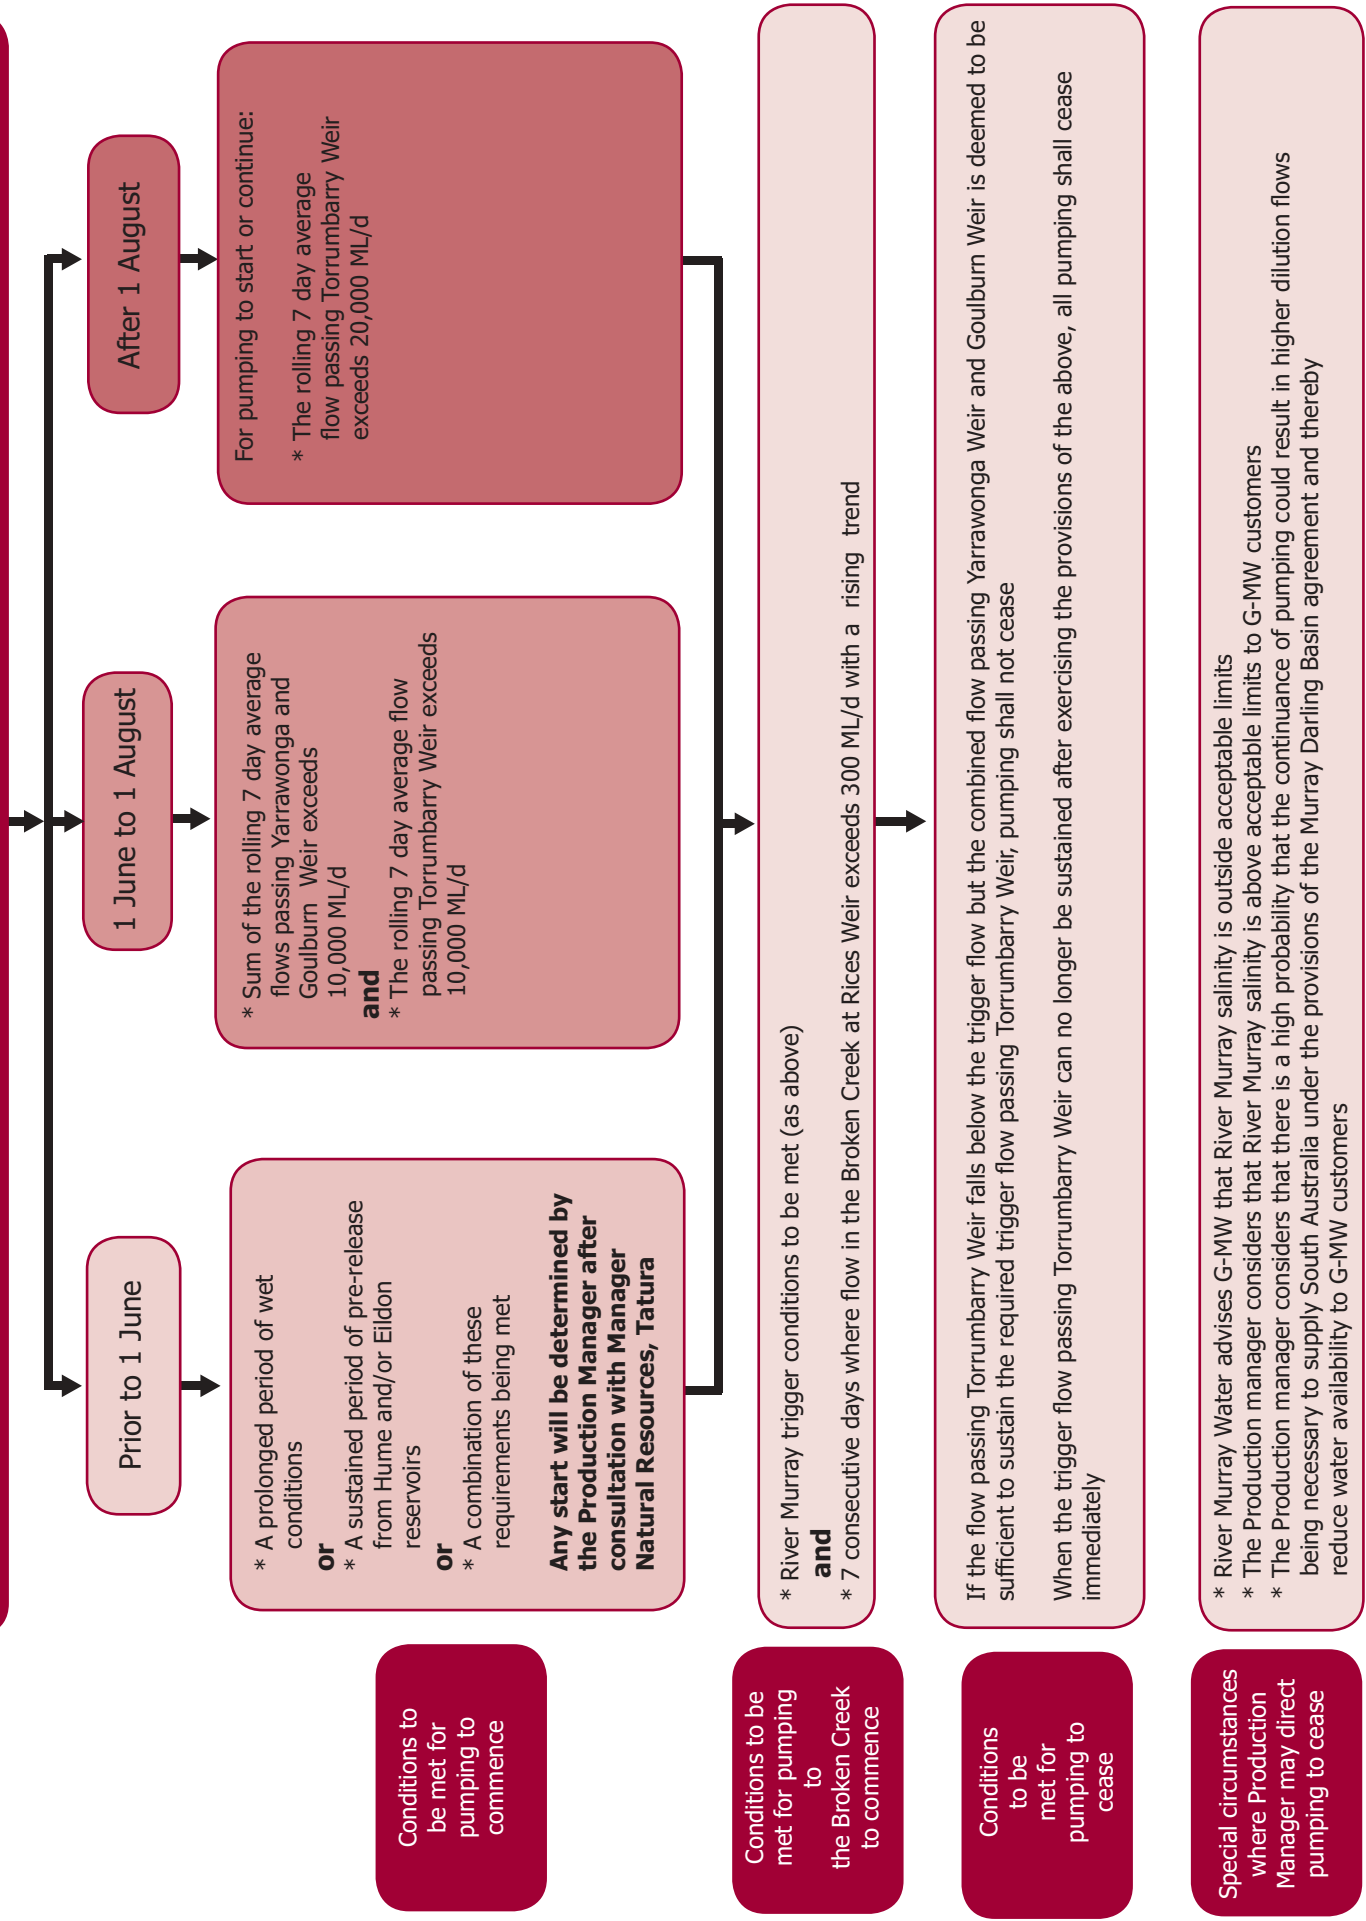 Prior to 1 June
1 June to 1 August
After 1 August
Conditions to
be met for
pumping to
commence
* A prolonged period of wet
conditions
or
* A sustained period of pre-release
from Hume and/or Eildon
reservoirs
or
* A combination of these
requirements being met
Any start will be determined by
the Production Manager after
consultation with Manager
Natural Resources, Tatura
* Sum of the rolling 7 day average
flows passing Yarrawonga and
Goulburn Weir exceeds
10,000 ML/d
and
* The rolling 7 day average flow
passing Torrumbarry Weir exceeds
10,000 ML/d
For pumping to start or continue:
* The rolling 7 day average
flow passing Torrumbarry Weir
exceeds 20,000 ML/d
Conditions to be
met for pumping
to
the Broken Creek
to commence
* River Murray trigger conditions to be met (as above)
and
* 7 consecutive days where flow in the Broken Creek at Rices Weir exceeds 300 ML/d with a rising trend
Conditions
to be
met for
pumping to
cease
If the flow passing Torrumbarry Weir falls below the trigger flow but the combined flow passing Yarrawonga Weir and Goulburn Weir is deemed to be
sufficient to sustain the required trigger flow passing Torrumbarry Weir, pumping shall not cease
When the trigger flow passing Torrumbarry Weir can no longer be sustained after exercising the provisions of the above, all pumping shall cease
immediately
Special circumstances
where Production
Manager may direct
pumping to cease
* River Murray Water advises G-MW that River Murray salinity is outside acceptable limits
* The Production manager considers that River Murray salinity is above acceptable limits to G-MW customers
* The Production manager considers that there is a high probability that the continuance of pumping could result in higher dilution flows
being necessary to supply South Australia under the provisions of the Murray Darling Basin agreement and thereby
reduce water availability to G-MW customers